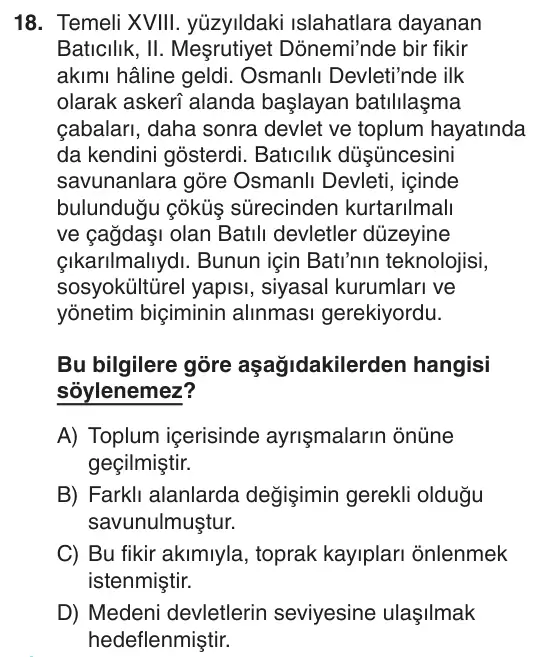 18. Temeli XVIII. yüzyıldaki ıslahatlara dayanan
Batıcılık, II. Meşrutiyet Dönemi'nde bir fikir
akımı hâline geldi. Osmanlı Devleti'nde ilk
olarak askerî alanda başlayan batılılaşma
çabaları, daha sonra devlet ve toplum hayatında
da kendini gösterdi. Batıcılık düşüncesini
savunanlara göre Osmanlı Devleti, içinde
bulunduğu çöküş sürecinden kurtarılmalı
ve çağdaşı olan Batılı devletler düzeyine
çıkarılmalıydı. Bunun için Batı'nın teknolojisi,
sosyokültürel yapısı, siyasal kurumları ve
yönetim biçiminin alınması gerekiyordu.
Bu bilgilere göre aşağıdakilerden hangisi
söylenemez?
A) Toplum içerisinde ayrışmaların önüne
geçilmiştir.
B) Farklı alanlarda değişimin gerekli olduğu
savunulmuştur.
C) Bu fikir akımıyla, toprak kayıpları önlenmek
istenmiştir.
D) Medeni devletlerin seviyesine ulaşılmak
hedeflenmiştir.